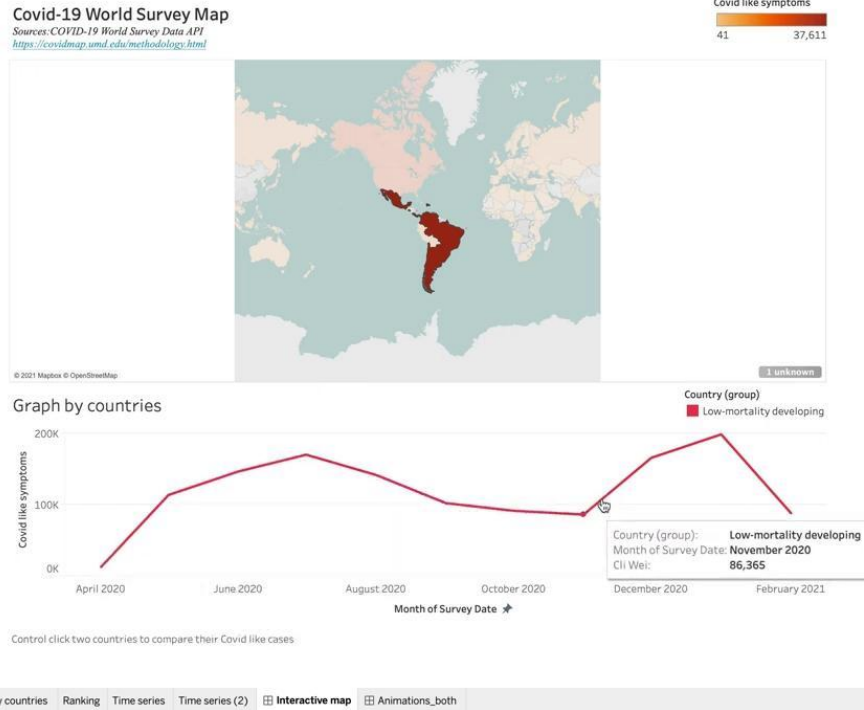 Covid-19 World Survey Map
Sources:COVID-19 World Survey Data API
https://covidmap.umd.edu/methodology.html
Covid like symptoms
41 37,611
© 2021 Mapbox © OpenStreetMap
1 unknown
Graph by countries
Country (group)
Low-mortality developing
200K
100K
0K
Covid like symptoms
Country (group): Low-mortality developing
Month of Survey Date: November 2020
Cli Wei: 86,365
April 2020 June 2020 August 2020 October 2020 December 2020 February 2021
Month of Survey Date
Control click two countries to compare their Covid like cases
countries Ranking Time series Time series (2) Interactive map Animations_both